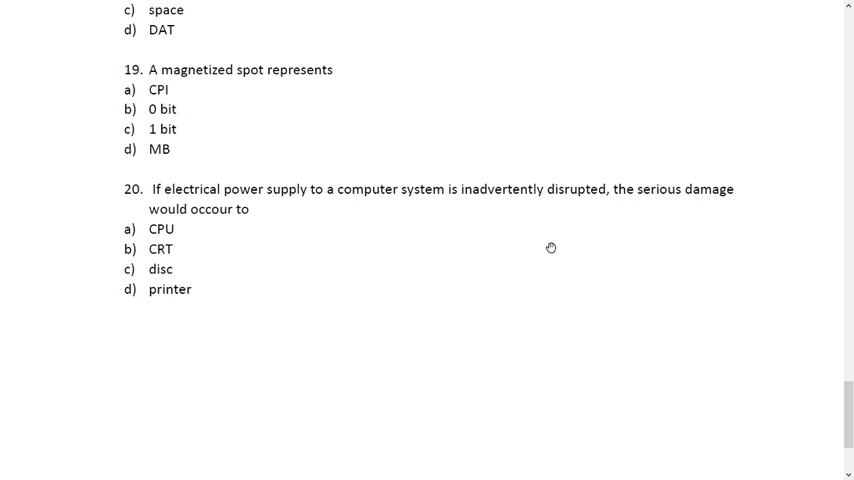 c) space
d) DAT
19. A magnetized spot represents
a) CPI
b) 0 bit
c) 1 bit
d) MB
20. If electrical power supply to a computer system is inadvertently disrupted, the serious damage
would occour to
a) CPU
b) CRT
c) disc
d) printer